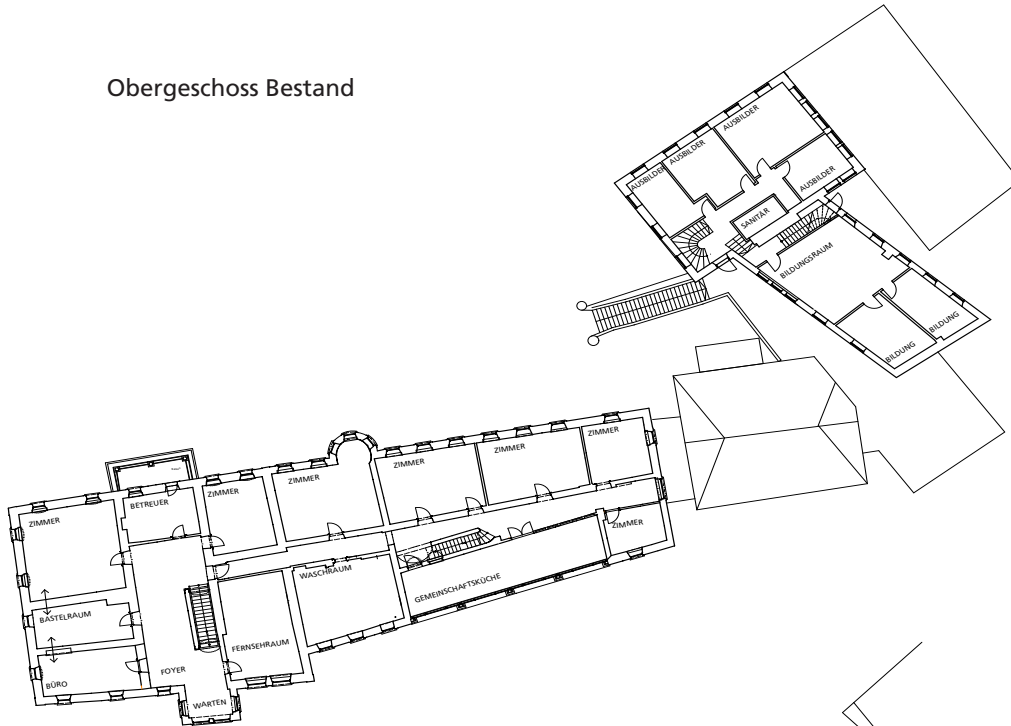 Obergeschoss Bestand
AUSBILDER
AUSBILDER
AUSBILDER
AUSBILDER
SANITÄR
BILDUNGSRAUM
BILDUNG
BILDUNG
ZIMMER
BETREUER
ZIMMER
ZIMMER
ZIMMER
ZIMMER
ZIMMER
ZIMMER
WASCHRAUM
GEMEINSCHAFTSKÜCHE
BASTELRAUM
FERNSEHRAUM
FOYER
BÜRO
WARTEN